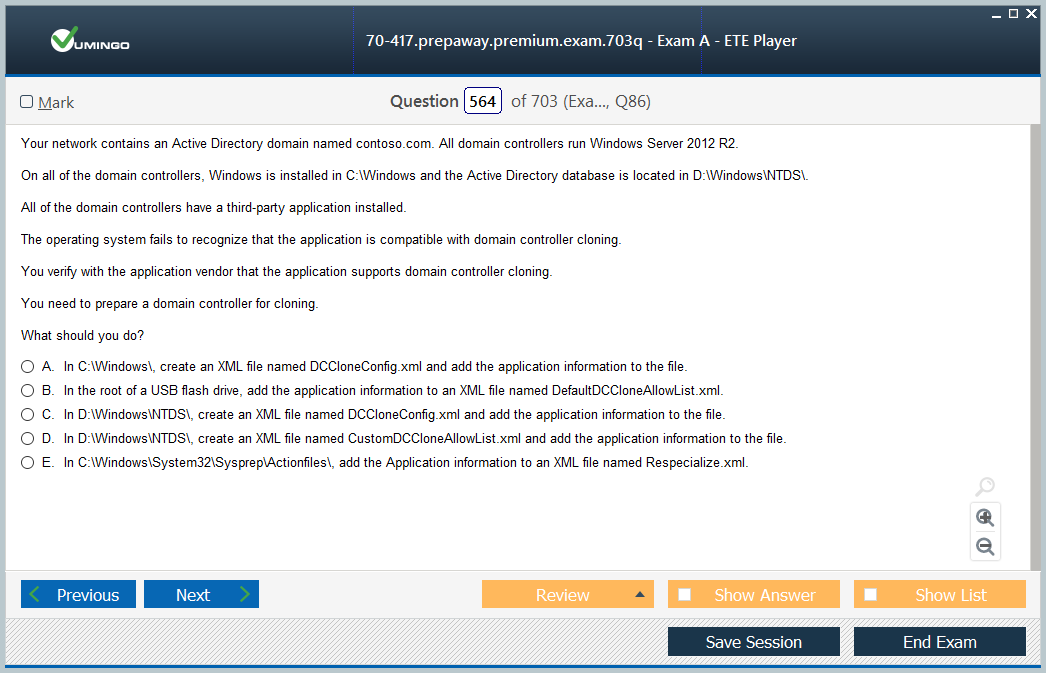 VUMINGO
70-417.prepaway.premium.exam.703q - Exam A - ETE Player
Mark
Question 564 of 703 (Exa..., Q86)
Your network contains an Active Directory domain named contoso.com. All domain controllers run Windows Server 2012 R2.
On all of the domain controllers, Windows is installed in C:\Windows and the Active Directory database is located in D:\Windows\NTDS\.
All of the domain controllers have a third-party application installed.
The operating system fails to recognize that the application is compatible with domain controller cloning.
You verify with the application vendor that the application supports domain controller cloning.
You need to prepare a domain controller for cloning.
What should you do?
A. In C:\Windows\, create an XML file named DCCloneConfig.xml and add the application information to the file.
B. In the root of a USB flash drive, add the application information to an XML file named DefaultDCCloneAllowList.xml.
C. In D:\Windows\NTDS\, create an XML file named DCCloneConfig.xml and add the application information to the file.
D. In D:\Windows\NTDS\, create an XML file named CustomDCCloneAllowList.xml and add the application information to the file.
E. In C:\Windows\System32\Sysprep\Actionfiles\, add the Application information to an XML file named Respecialize.xml.
Previous Next Review Show Answer Show List
Save Session End Exam